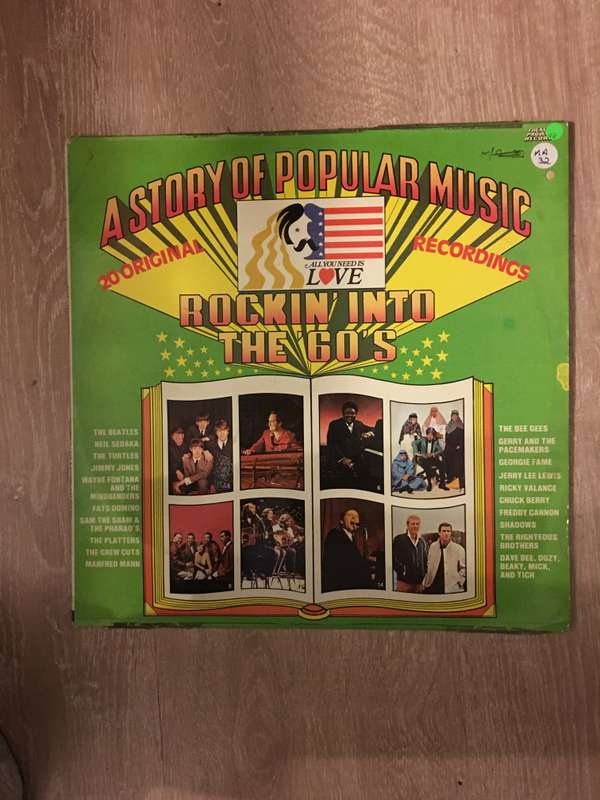 A STORY OF POPULAR MUSIC
20 ORIGINAL
RECORDINGS
ALL YOU NEED IS
LOVE
ROCKIN' INTO
THE '60'S
THE BEATLES
NEIL SEDAKA
THE TURTLES
JIMMY JONES
WAYNE FONTANA
AND THE
MINDBENDERS
FATS DOMINO
SAM THE SHAM &
THE PHARAO'S
THE PLATTERS
THE CREW CUTS
MANFRED MANN
THE BEE GEES
GERRY AND THE
PACEMAKERS
GEORGIE FAME
JERRY LEE LEWIS
RICKY VALANCE
CHUCK BERRY
FREDDY CANNON
SHADOWS
THE RIGHTEOUS
BROTHERS
DAVE DEE, DOZY,
BEAKY, MICK,
AND TICH
14